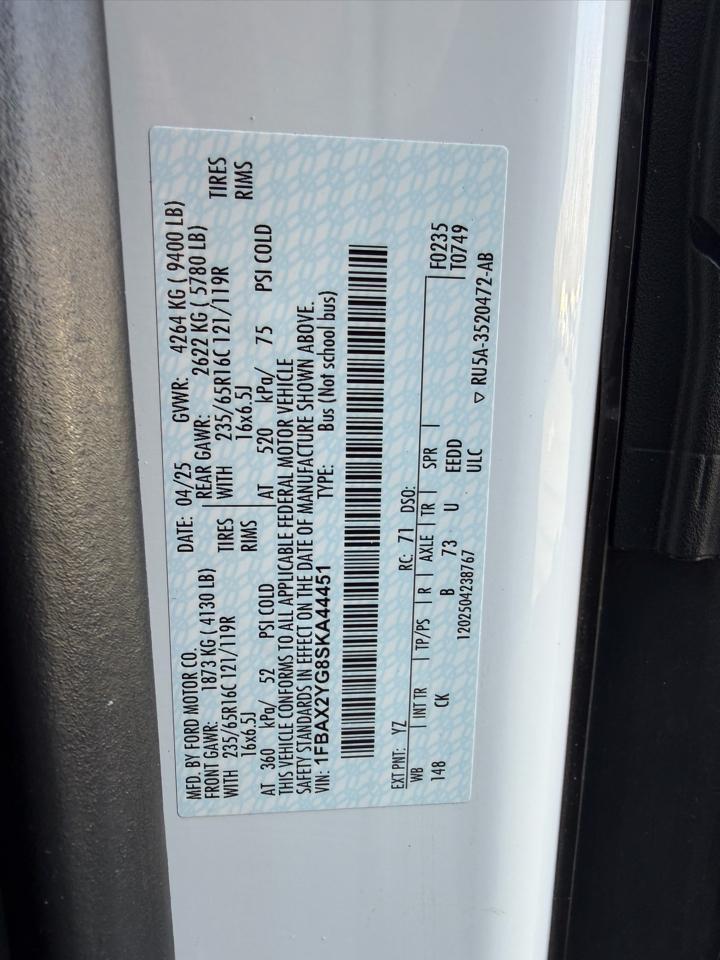 MFD. BY FORD MOTOR CO. DATE: 04/25 GVWR: 4264 KG ( 9400 LB)
FRONT GAWR: 1873 KG ( 4130 LB) REAR GAWR: 2622 KG ( 5780 LB)
WITH 235/65R16C 121/119R TIRES WITH 235/65R16C 121/119R TIRES
16x6.5J RIMS 16x6.5J RIMS
AT 360 kPa/ 52 PSI COLD AT 520 kPa/ 75 PSI COLD
THIS VEHICLE CONFORMS TO ALL APPLICABLE FEDERAL MOTOR VEHICLE
SAFETY STANDARDS IN EFFECT ON THE DATE OF MANUFACTURE SHOWN ABOVE.
VIN: 1FBAX2YG8SKA44451 TYPE: Bus (Not school bus)
EXT PNT: YZ RC: 71 DSO: F0235
WB INT TR TP/PS R AXLE TR SPR T0749
148 CK B 73 U EEDD
ULC
1202504238767 ▽ RU5A-3520472-AB